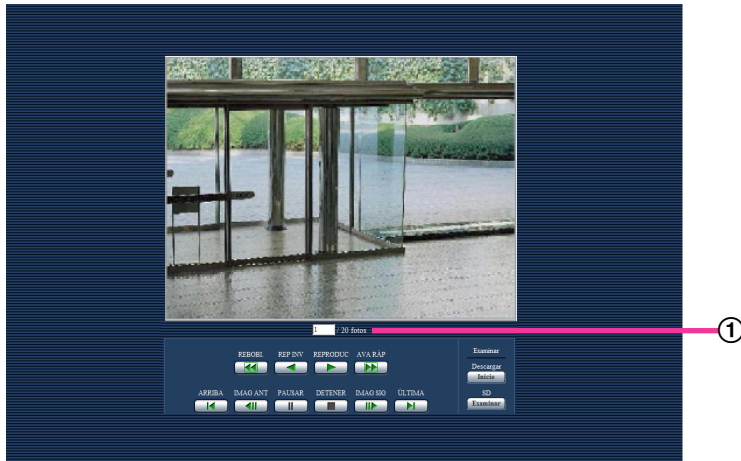 1 / 20 fotos
①
REBOBI. REP INV REPRODUC AVA RÁP
ARRIBA IMAG ANT PAUSAR DETENER IMAG SIG ÚLTIMA
Examinar
Descargar
Inicio
SD
Examinar